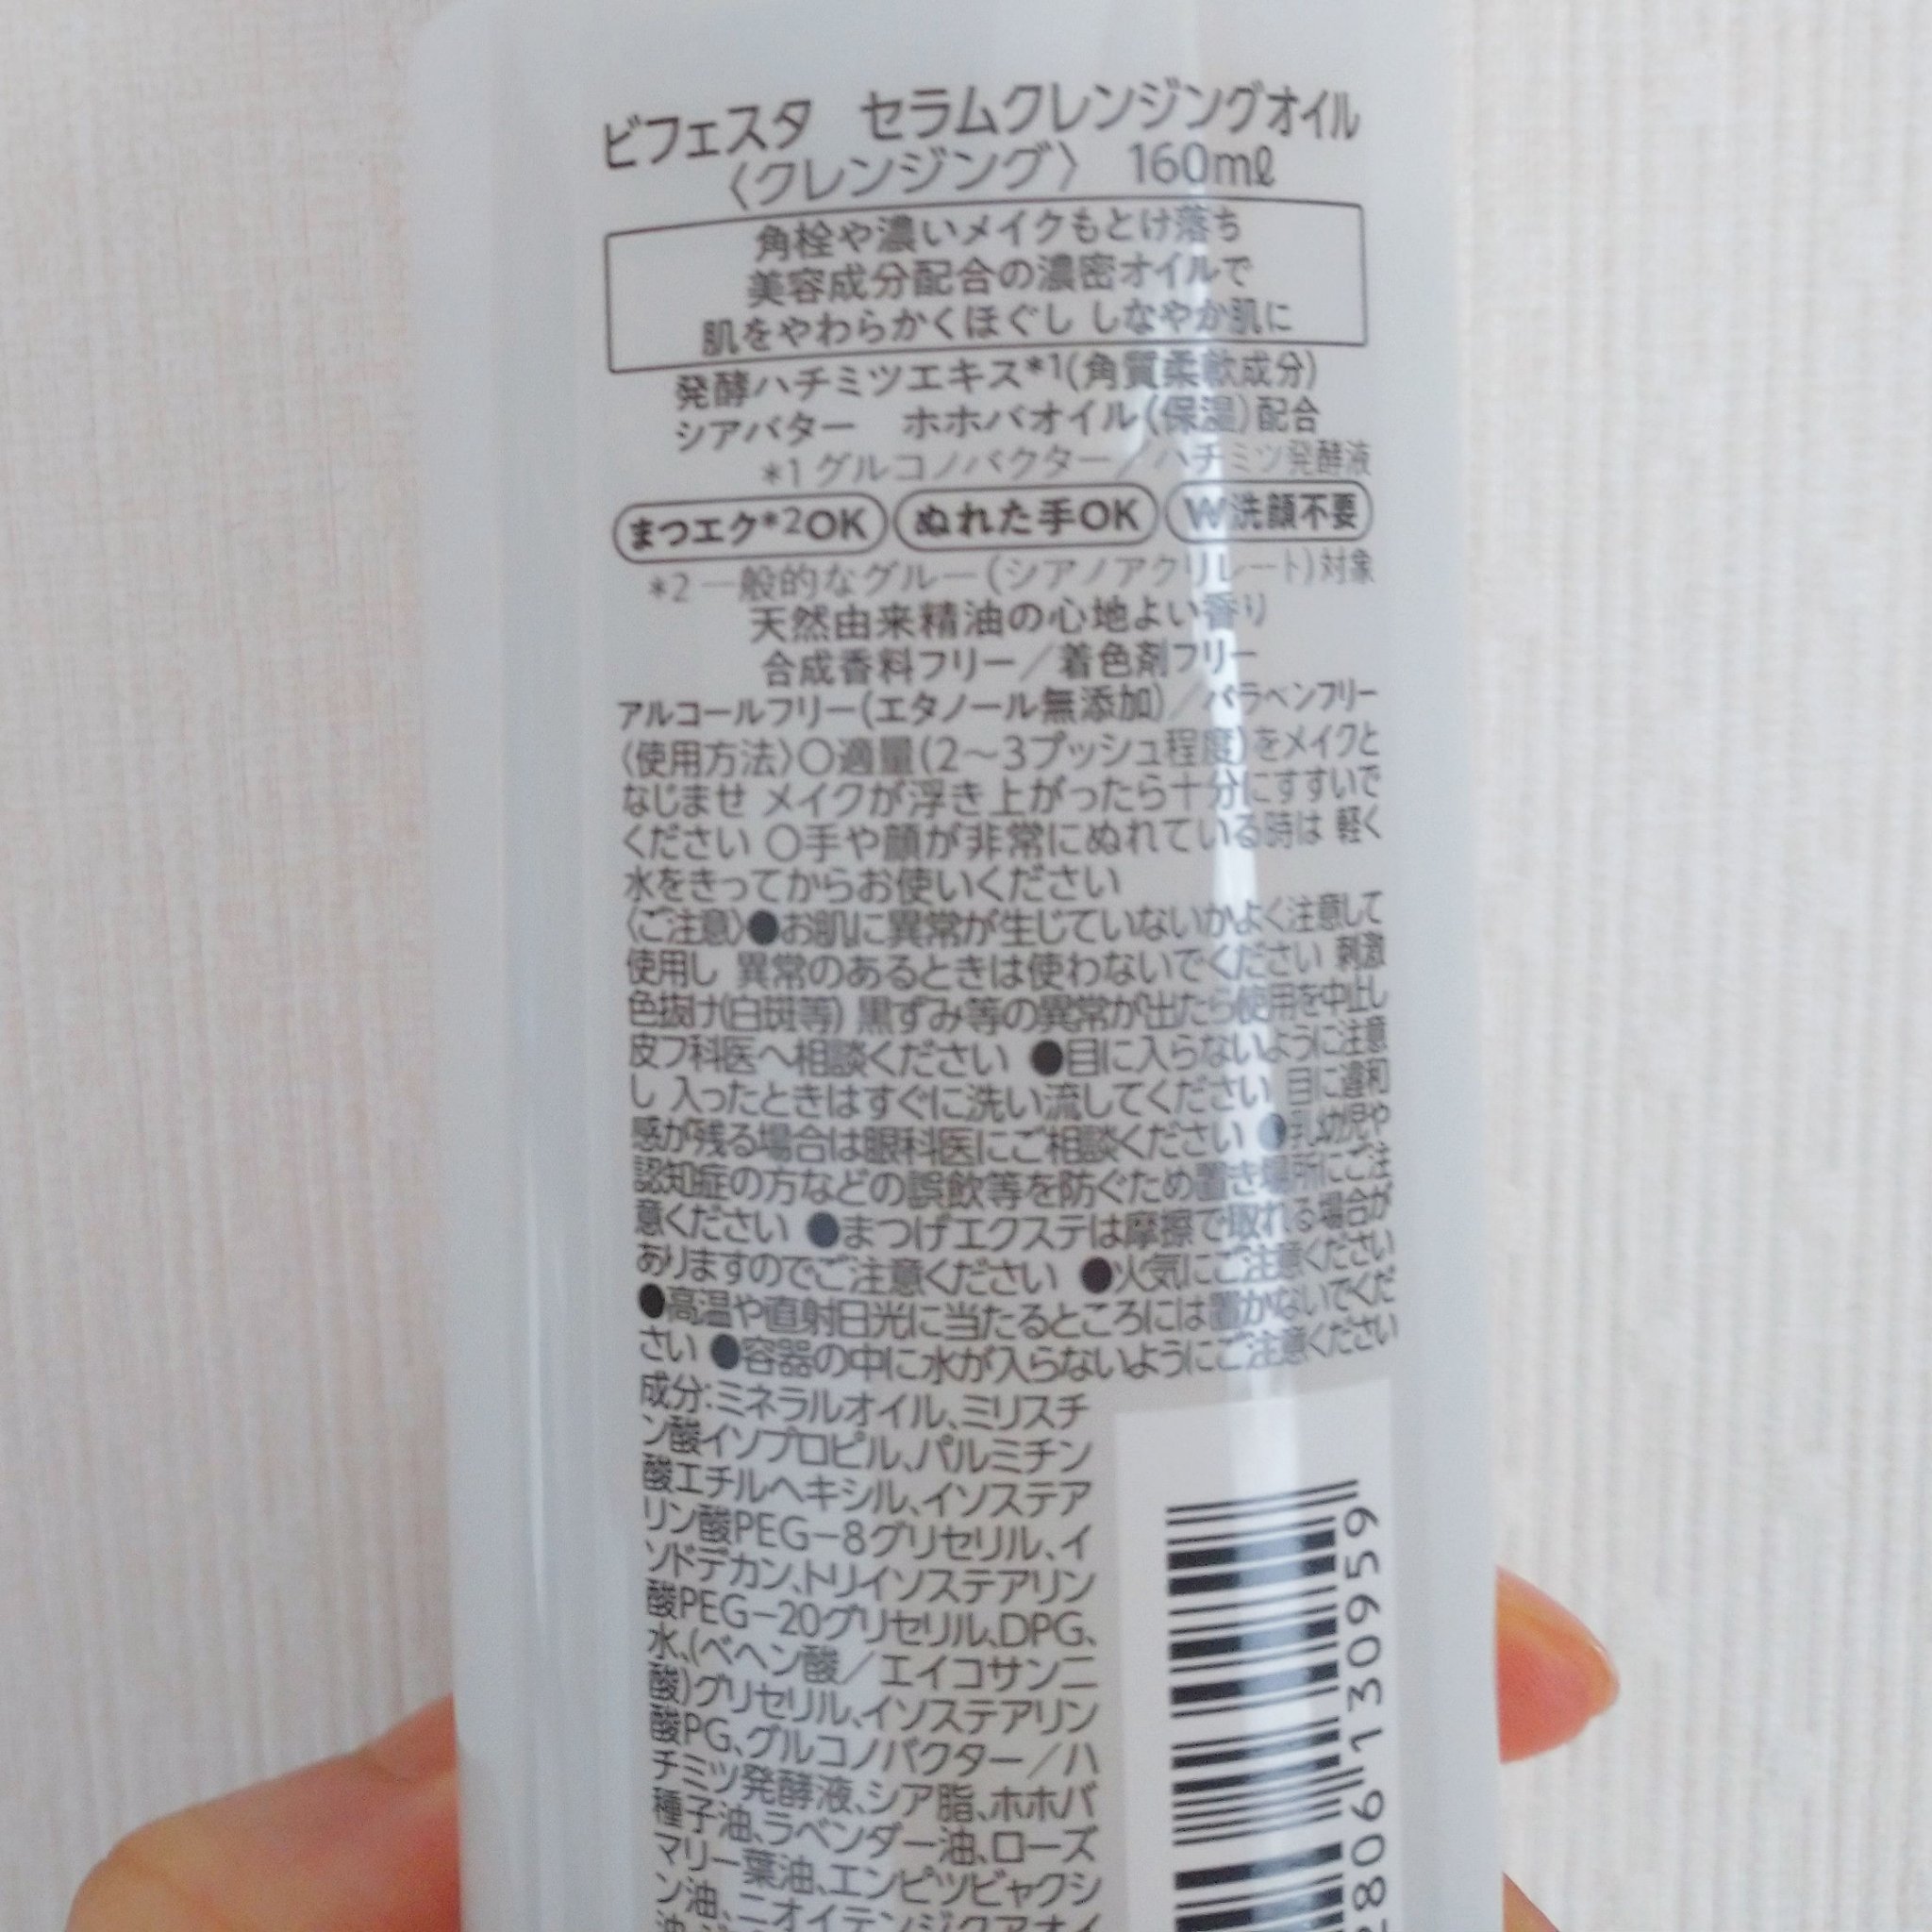 ビフェスタ セラムクレンジングオイル
〈クレンジング〉 160mℓ
角栓や濃いメイクもとけ落ち
美容成分配合の濃密オイルで
肌をやわらかくほぐし しなやか肌に
発酵ハチミツエキス*1(角質柔軟成分)
シアバター ホホバオイル(保湿)配合
*1 グルコノバクター／ハチミツ発酵液
まつエク*2OK ぬれた手OK W洗顔不要
*2 一般的なグルー(シアノアクリレート)対象
天然由来精油の心地よい香り
合成香料フリー／着色剤フリー
アルコールフリー(エタノール無添加)／パラベンフリー
〈使用方法〉○適量(2～3プッシュ程度)をメイクと
なじませ メイクが浮き上がったら十分にすすいで
ください ○手や顔が非常にぬれている時は 軽く
水をきってからお使いください
〈ご注意〉●お肌に異常が生じていないかよく注意して
使用し 異常のあるときは使わないでください 刺激
色抜け(白斑等) 黒ずみ等の異常が出たら使用を中止し
皮フ科医へ相談ください ●目に入らないように注意
し 入ったときはすぐに洗い流してください 目に違和
感が残る場合は眼科医にご相談ください ●乳幼児や
認知症の方などの誤飲等を防ぐため置き場所にご注
意ください ●まつげエクステは摩擦で取れる場合が
ありますのでご注意ください ●火気にご注意ください
●高温や直射日光に当たるところには置かないでくだ
さい ●容器の中に水が入らないようにご注意ください
成分:ミネラルオイル、ミリスチ
ン酸イソプロピル、パルミチン
酸エチルヘキシル、イソステア
リン酸PEG－8グリセリル、イ
ソドデカン、トリイソステアリン
酸PEG－20グリセリル、DPG、
水、(ベヘン酸／エイコサン二
酸)グリセリル、イソステアリン
酸PG、グルコノバクター／ハ
チミツ発酵液、シア脂、ホホバ
種子油、ラベンダー油、ローズ
マリー葉油、エンピツビャクシ
ン油、ニオイテンジクアオイ
2806 130959